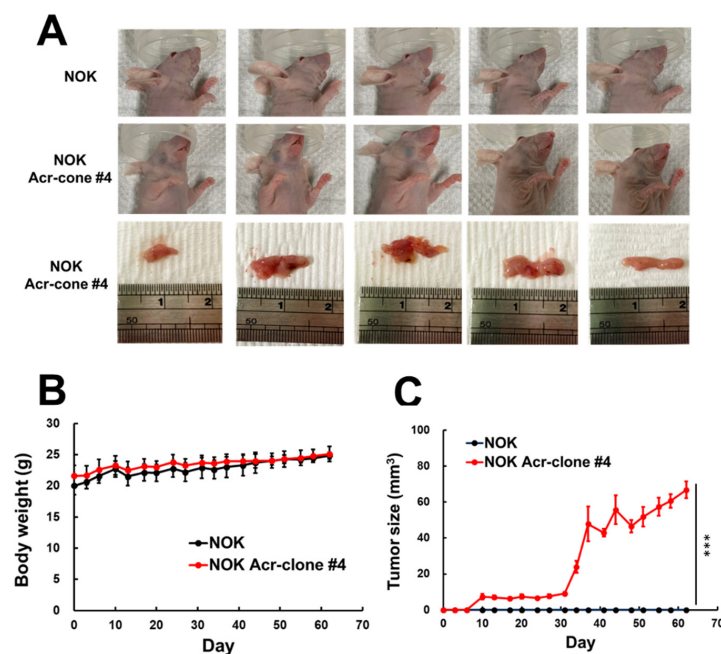 A
NOK
NOK
Acr-cone #4
NOK
Acr-cone #4
1 2
50
1 2
50
1 2
50
1 2
50
1 2
50
B
Body weight (g)
30
25
20
15
10
5
0
NOK
NOK Acr-clone #4
0 10 20 30 40 50 60 70
Day
C
Tumor size (mm³)
100
80
60
40
20
0
NOK
NOK Acr-clone #4
***
0 10 20 30 40 50 60 70
Day